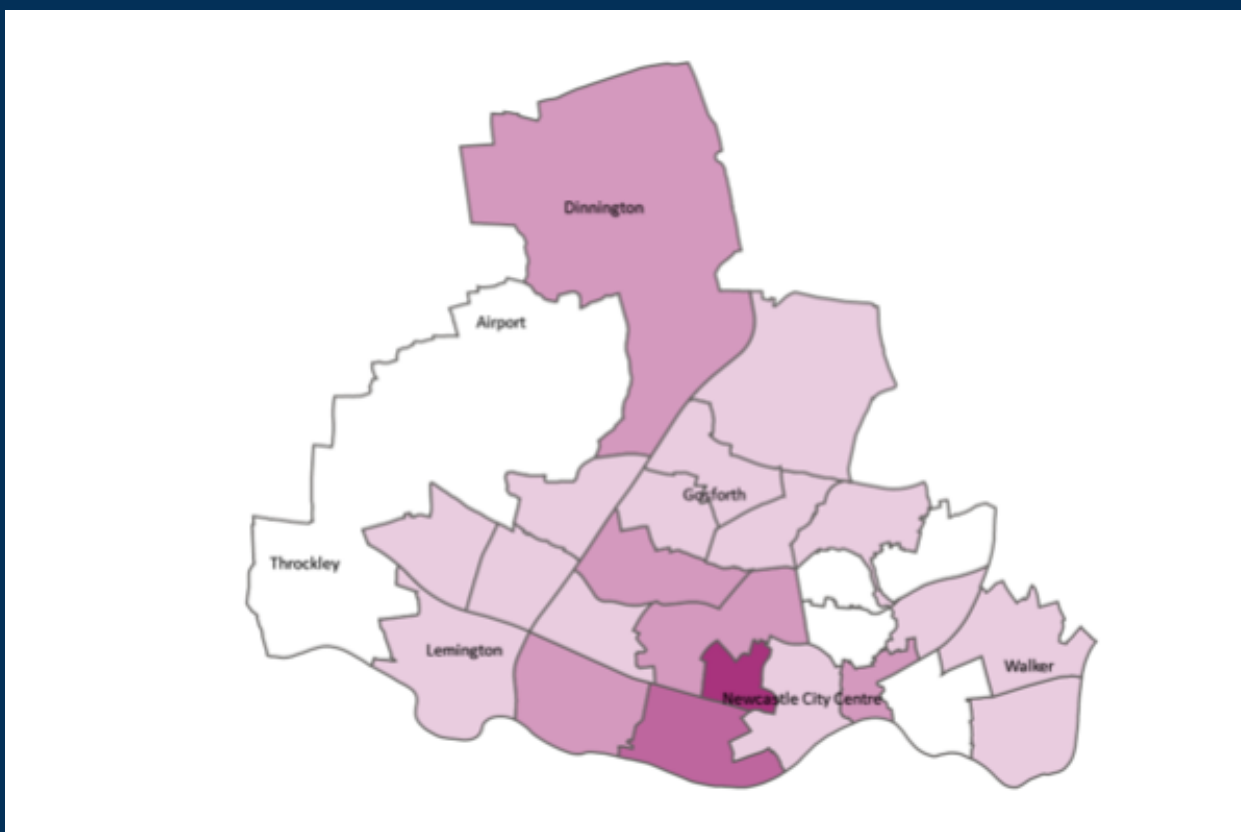 Dinnington
Airport
Gosforth
Throckley
Lemington
Walker
Newcastle City Centre